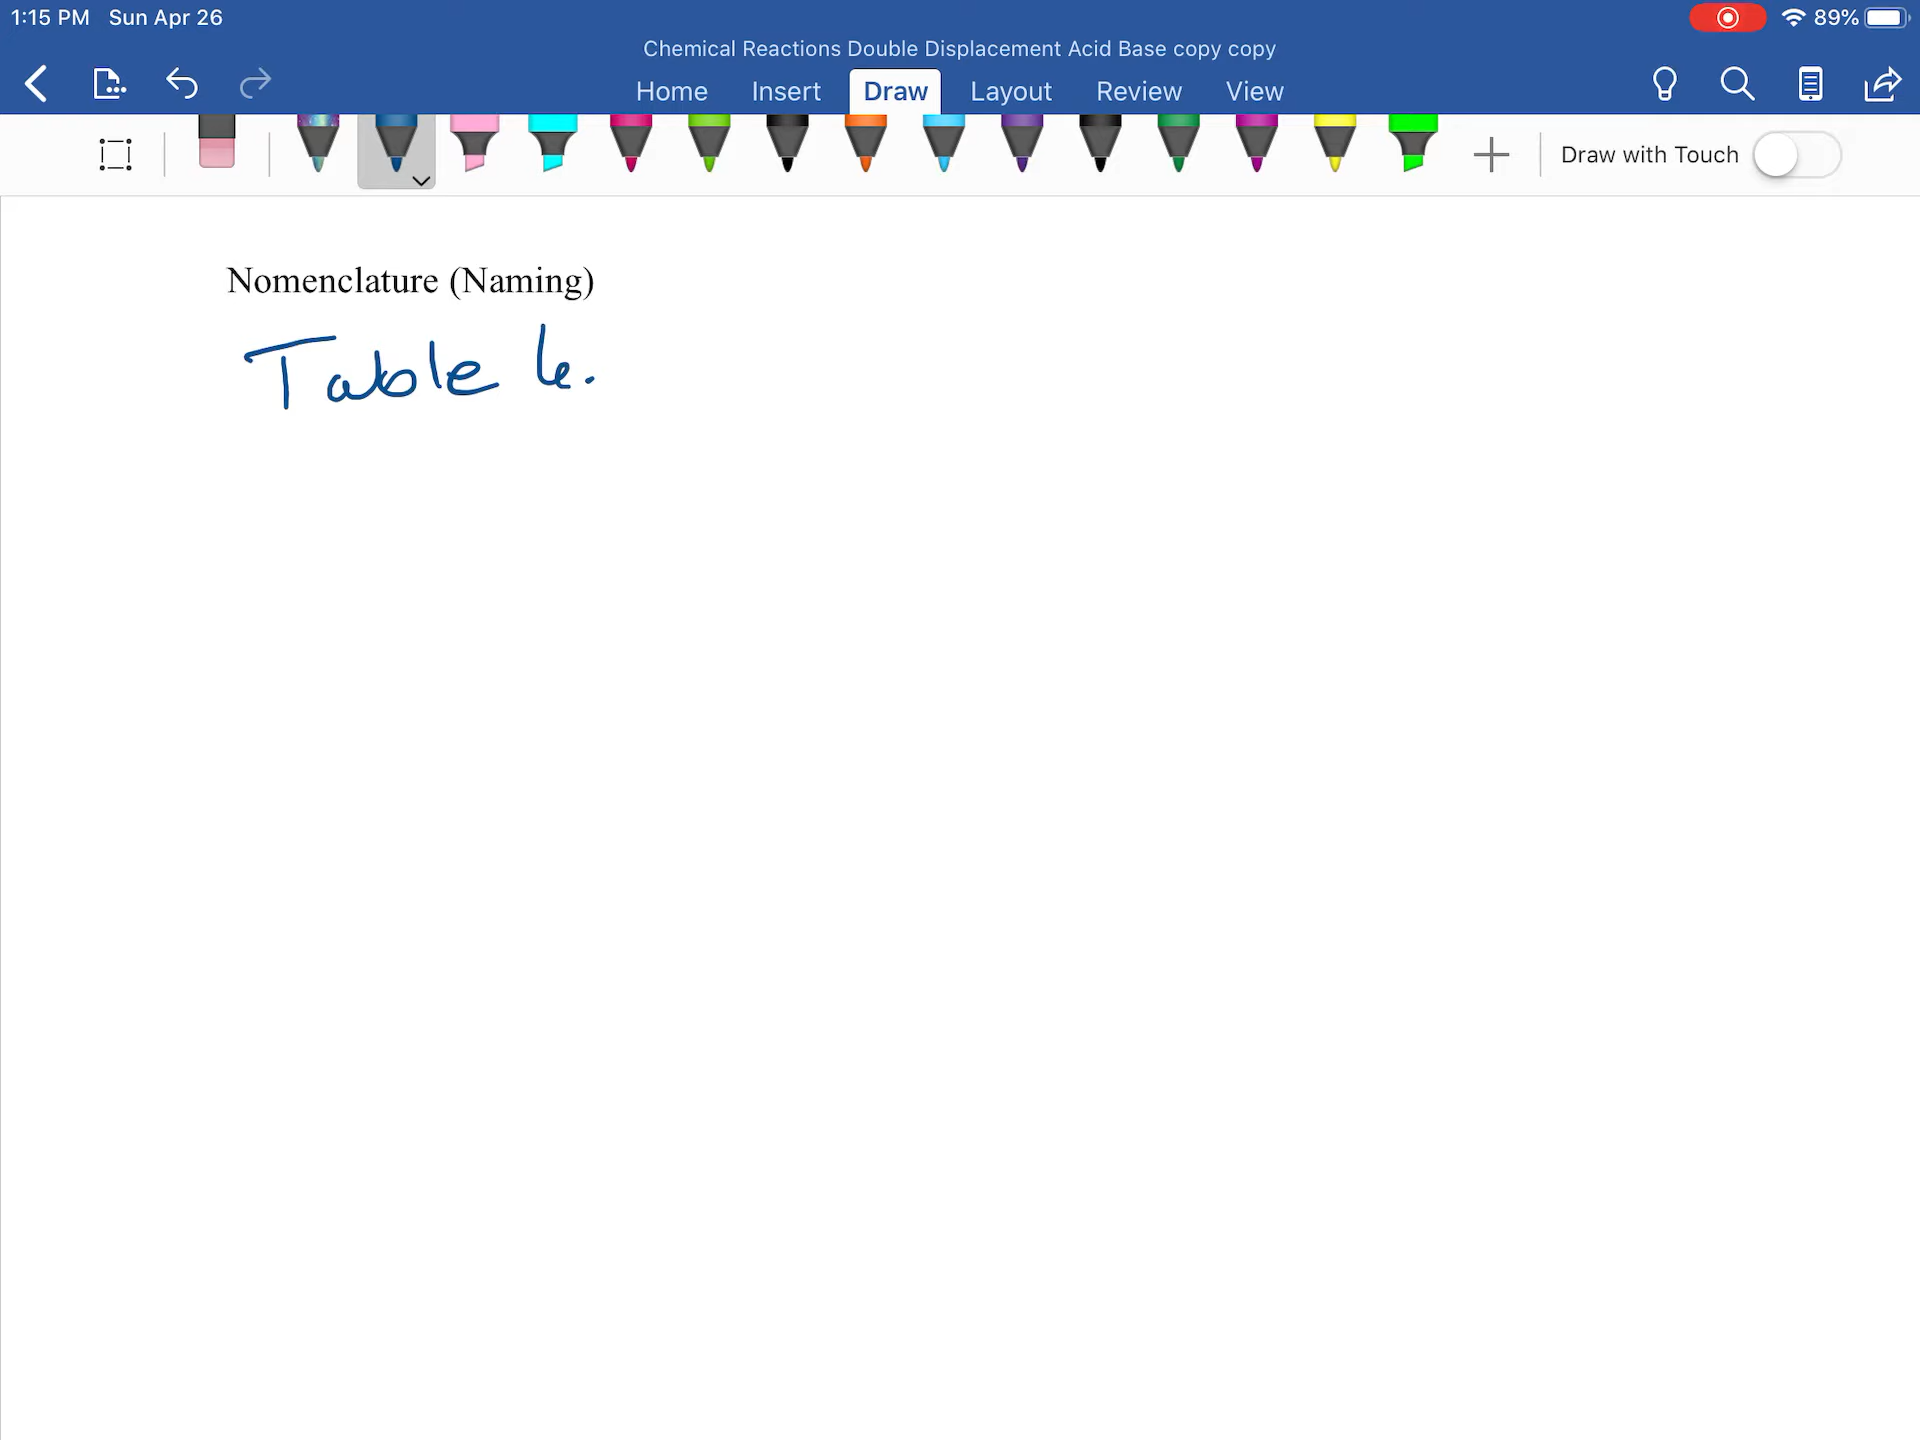 1:15 PM Sun Apr 26
89%
Chemical Reactions Double Displacement Acid Base copy copy
Home Insert Draw Layout Review View
Draw with Touch
Nomenclature (Naming)
Table 6.